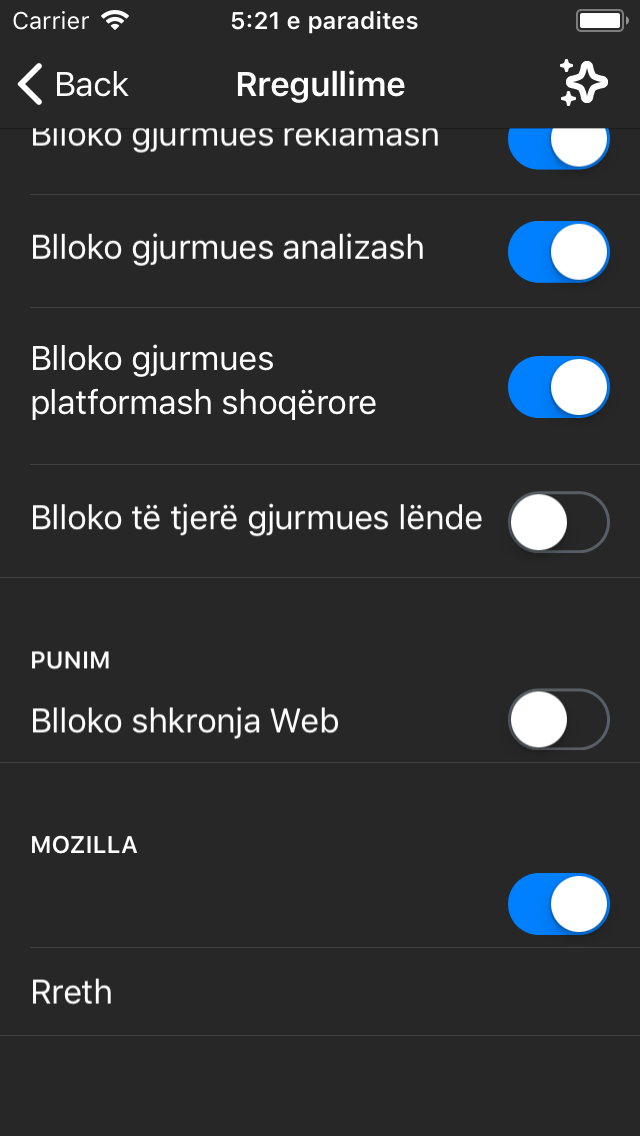 Carrier 5:21 e paradites
Back Rregullime
Blloko gjurmues reklamash
Blloko gjurmues analizash
Blloko gjurmues
platformash shoqërore
Blloko të tjerë gjurmues lënde
PUNIM
Blloko shkronja Web
MOZILLA
Rreth